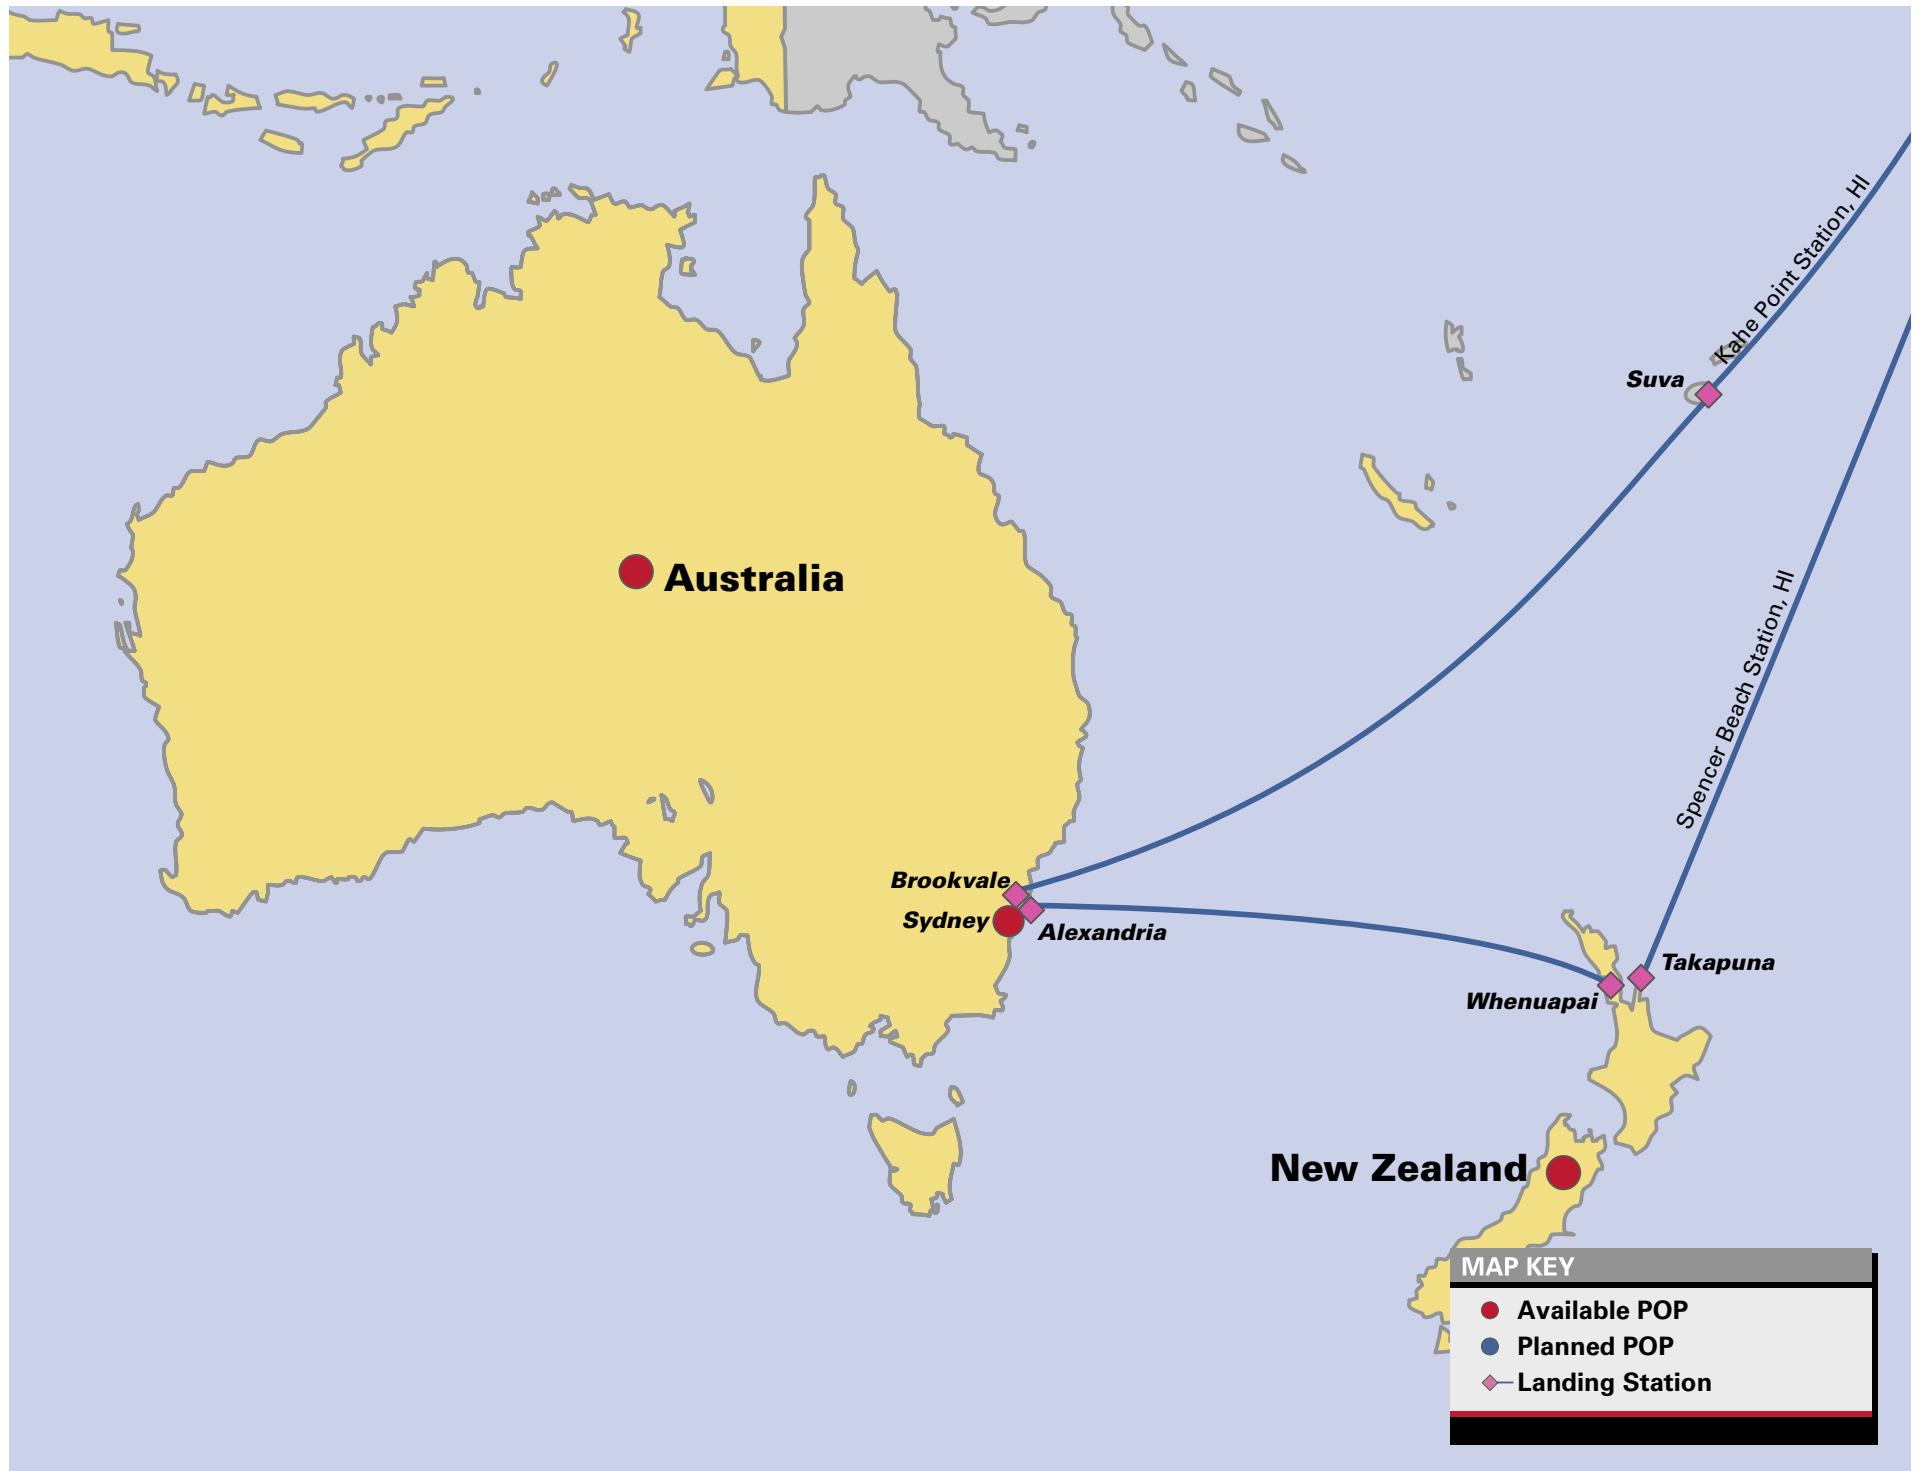 Kahe Point Station, HI
Suva
Australia
Spencer Beach Station, HI
Brookvale
Sydney
Alexandria
Takapuna
Whenuapai
New Zealand
MAP KEY
Available POP
Planned POP
Landing Station